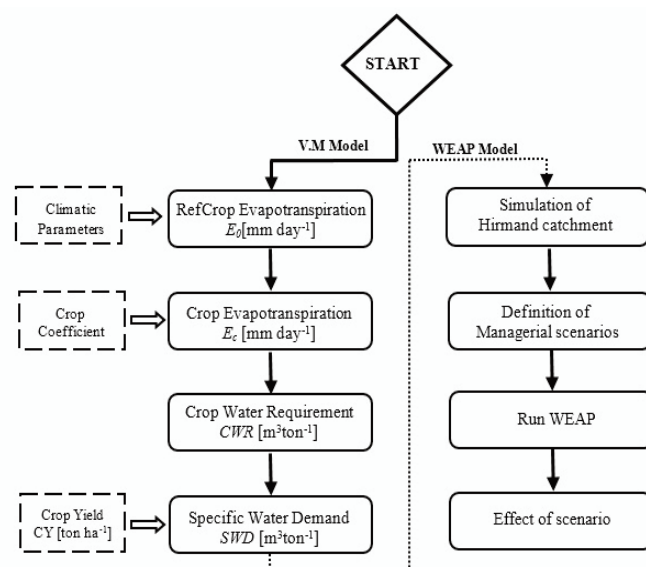 START
V.M Model
WEAP Model
Climatic
Parameters
RefCrop Evapotranspiration
E₀[mm day⁻¹]
Crop
Coefficient
Crop Evapotranspiration
E꜀ [mm day⁻¹]
Crop Water Requirement
CWR [m³ton⁻¹]
Crop Yield
CY [ton ha⁻¹]
Specific Water Demand
SWD [m³ton⁻¹]
Simulation of
Hirmand catchment
Definition of
Managerial scenarios
Run WEAP
Effect of scenario